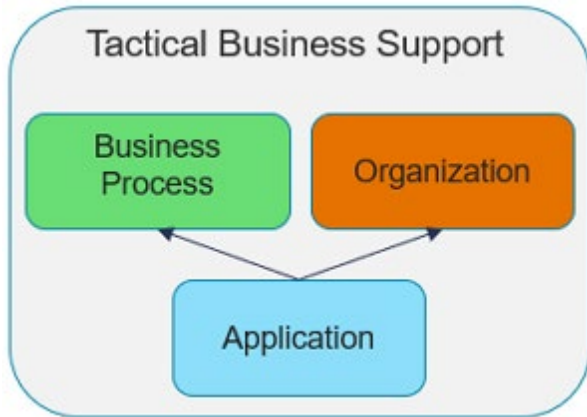 Tactical Business Support
Business
Process
Organization
Application